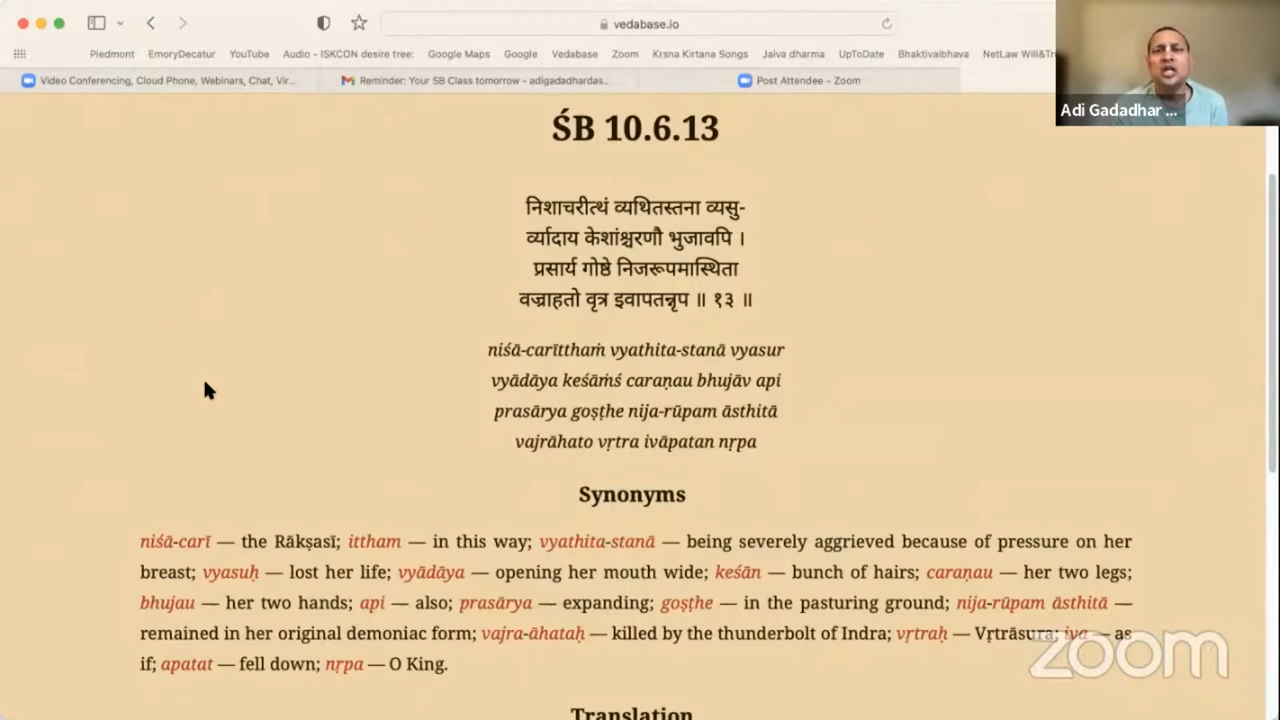 vedabase.io
Piedmont EmoryDecatur YouTube Audio – ISKCON desire tree: Google Maps Google Vedabase Zoom Krsna Kirtana Songs Jaiva dharma UpToDate Bhaktivaibhava NetLaw Will&Tr
Video Conferencing, Cloud Phone, Webinars, Chat, Vir... Reminder: Your SB Class tomorrow - adigadadhardas... Post Attendee – Zoom
Adi Gadadhar ...
ŚB 10.6.13
निशाचरीत्थं व्यथितस्तना व्यसु-
र्व्यादाय केशांश्चरणौ भुजावपि ।
प्रसार्य गोष्ठे निजरूपमास्थिता
वज्राहतो वृत्र इवापतन्नृप ॥ १३ ॥
niśā-carītthaṁ vyathita-stanā vyasur
vyādāya keśāṁś caraṇau bhujāv api
prasārya goṣṭhe nija-rūpam āsthitā
vajrāhato vṛtra ivāpatan nṛpa
Synonyms
niśā-carī — the Rākṣasī; ittham — in this way; vyathita-stanā — being severely aggrieved because of pressure on her
breast; vyasuḥ — lost her life; vyādāya — opening her mouth wide; keśān — bunch of hairs; caraṇau — her two legs;
bhujau — her two hands; api — also; prasārya — expanding; goṣṭhe — in the pasturing ground; nija-rūpam āsthitā —
remained in her original demoniac form; vajra-āhataḥ — killed by the thunderbolt of Indra; vṛtraḥ — Vṛtrāsura; iva — as
if; apatat — fell down; nṛpa — O King.
zoom
Translation